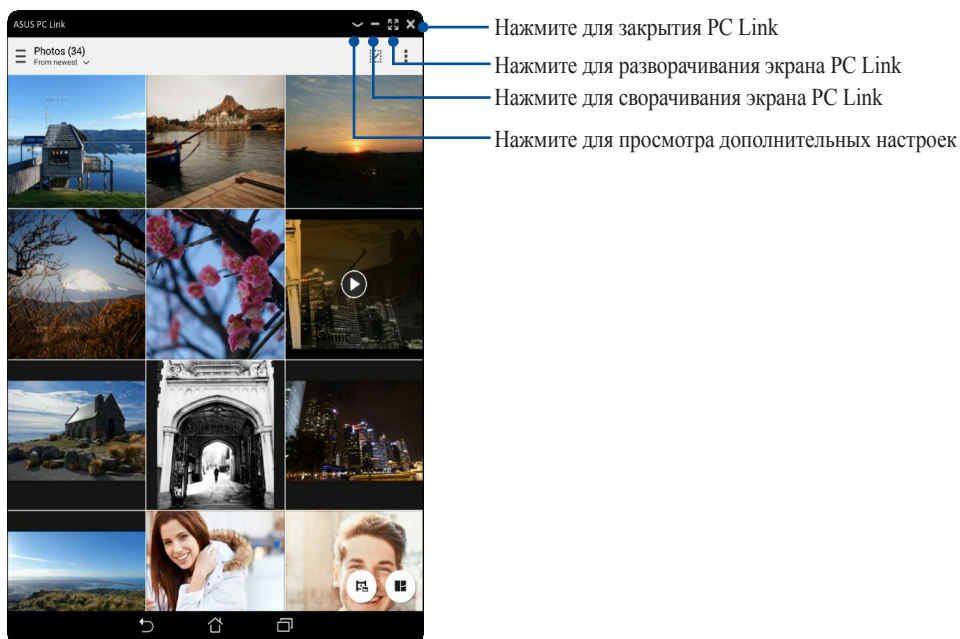 ASUS PC Link
Photos (34)
From newest
Нажмите для закрытия PC Link
Нажмите для разворачивания экрана PC Link
Нажмите для сворачивания экрана PC Link
Нажмите для просмотра дополнительных настроек